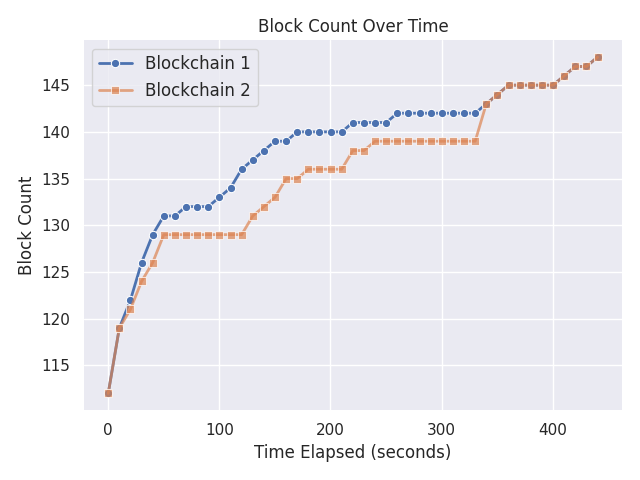 Block Count Over Time
Blockchain 1
Blockchain 2
Block Count
145
140
135
130
125
120
115
0
100
200
300
400
Time Elapsed (seconds)